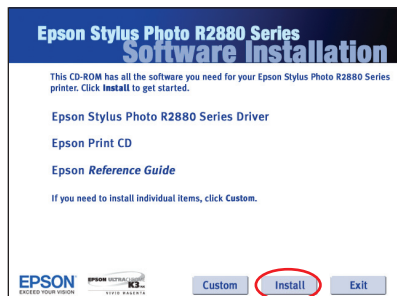 Epson Stylus Photo R2880 Series
Software Installation
This CD-ROM has all the software you need for your Epson Stylus Photo R2880 Series
printer. Click Install to get started.
Epson Stylus Photo R2880 Series Driver
Epson Print CD
Epson Reference Guide
If you need to install individual items, click Custom.
EPSON
EXCEED YOUR VISION
EPSON ULTRACHROME
K3
VIVID MAGENTA
Custom
Install
Exit